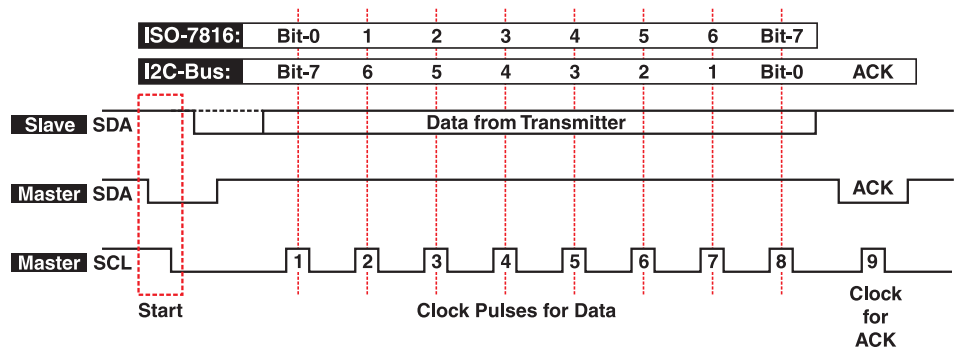 ISO-7816: Bit-0 1 2 3 4 5 6 Bit-7
I2C-Bus: Bit-7 6 5 4 3 2 1 Bit-0 ACK
Slave SDA Data from Transmitter
Master SDA ACK
Master SCL 1 2 3 4 5 6 7 8 9
Start Clock Pulses for Data Clock
for
ACK